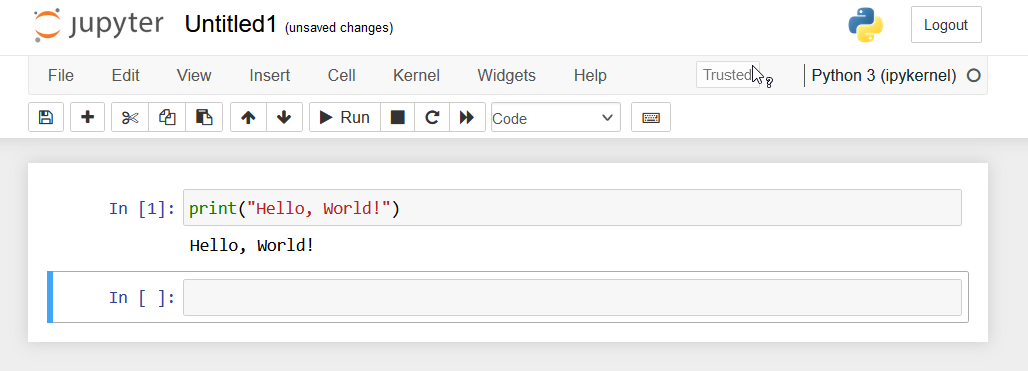 jupyter Untitled1 (unsaved changes) Logout
File Edit View Insert Cell Kernel Widgets Help Trusted Python 3 (ipykernel)
Run Code
In [1]: print("Hello, World!")
Hello, World!
In [ ]: